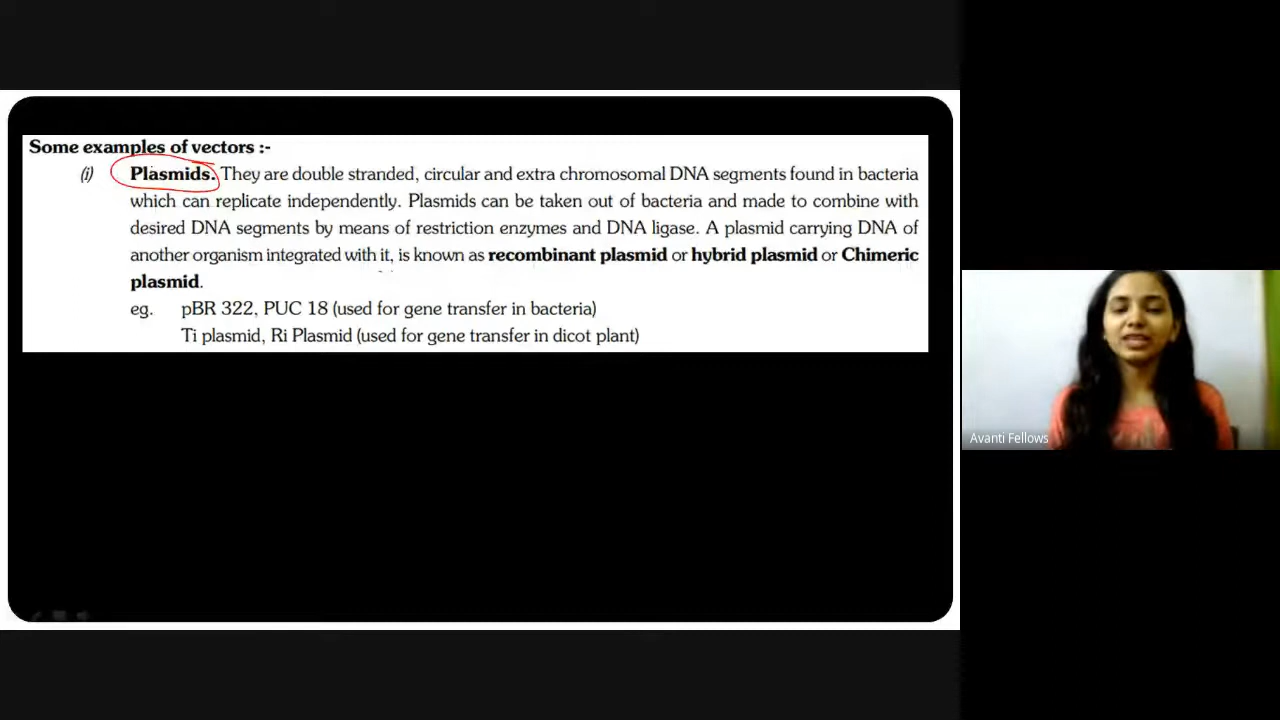 Some examples of vectors :-
(i) Plasmids. They are double stranded, circular and extra chromosomal DNA segments found in bacteria
which can replicate independently. Plasmids can be taken out of bacteria and made to combine with
desired DNA segments by means of restriction enzymes and DNA ligase. A plasmid carrying DNA of
another organism integrated with it, is known as recombinant plasmid or hybrid plasmid or Chimeric
plasmid.
eg. pBR 322, PUC 18 (used for gene transfer in bacteria)
Ti plasmid, Ri Plasmid (used for gene transfer in dicot plant)
Avanti Fellows